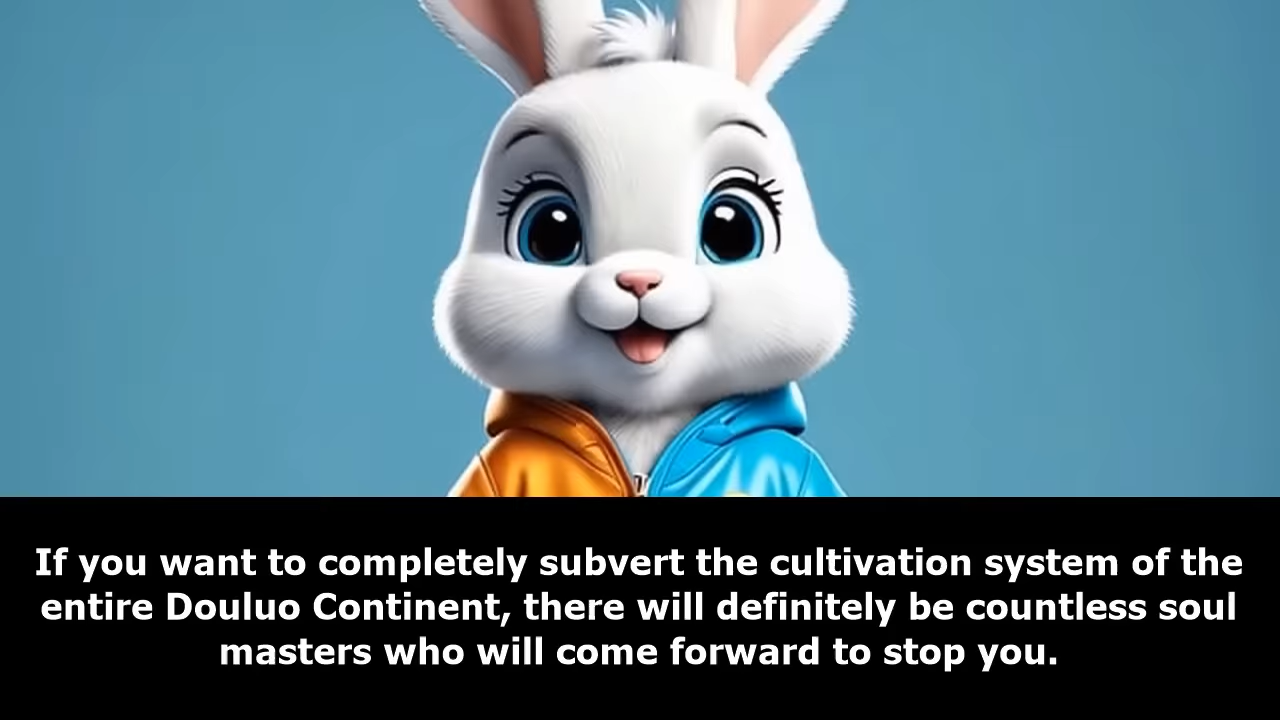 If you want to completely subvert the cultivation system of the
entire Douluo Continent, there will definitely be countless soul
masters who will come forward to stop you.